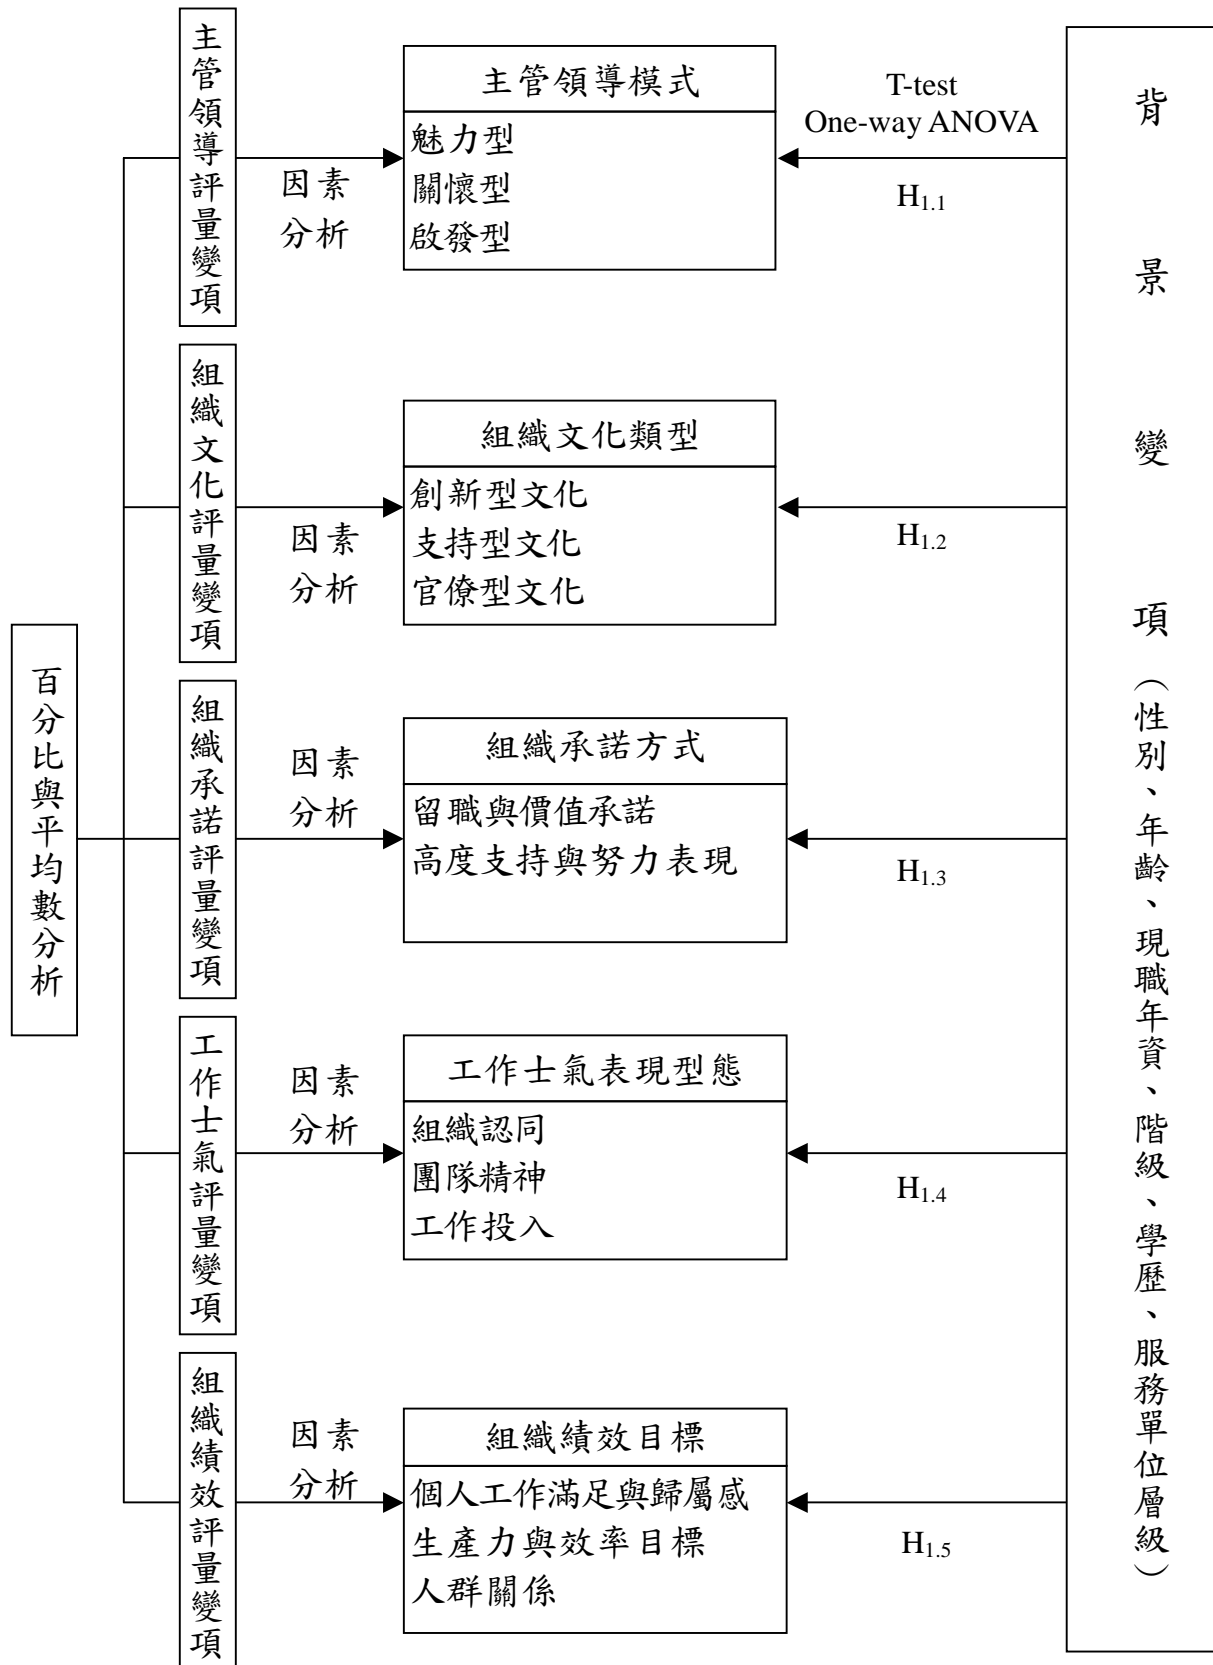 百分比與平均數分析
主管領導評量變項
因素
分析
主管領導模式
魅力型
關懷型
啟發型
T-test
One-way ANOVA
H1.1
組織文化評量變項
因素
分析
組織文化類型
創新型文化
支持型文化
官僚型文化
H1.2
組織承諾評量變項
因素
分析
組織承諾方式
留職與價值承諾
高度支持與努力表現
H1.3
工作士氣評量變項
因素
分析
工作士氣表現型態
組織認同
團隊精神
工作投入
H1.4
組織績效評量變項
因素
分析
組織績效目標
個人工作滿足與歸屬感
生產力與效率目標
人群關係
H1.5
背景變項（性別、年齡、現職年資、階級、學歷、服務單位層級）